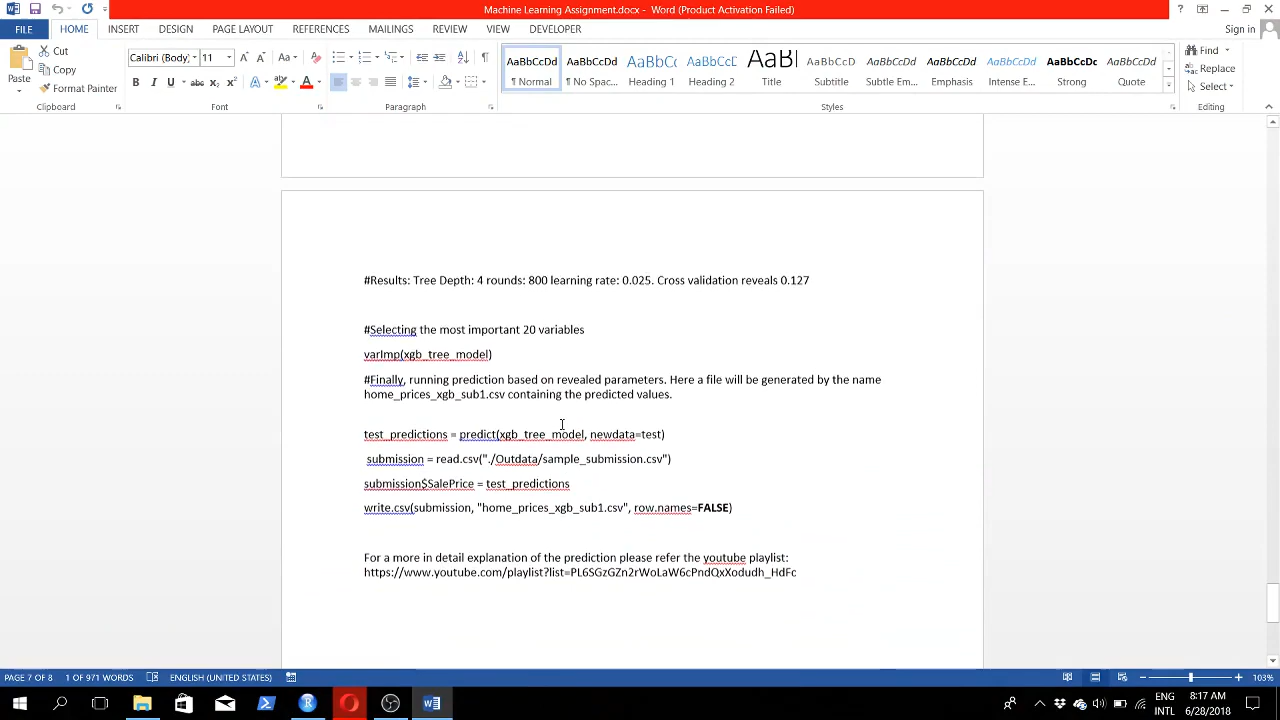 Machine Learning Assignment.docx - Word (Product Activation Failed)
FILE HOME INSERT DESIGN PAGE LAYOUT REFERENCES MAILINGS REVIEW VIEW DEVELOPER Sign in
Paste Cut Copy Format Painter
Calibri (Body) 11
Clipboard Font Paragraph Styles Editing
AaBbCcDd AaBbCcDd AaBbCc AaBbCcD AaBI AaBbCcD AaBbCcDd AaBbCcDd AaBbCcDd AaBbCcDc AaBbCcDd
¶ Normal ¶ No Spac... Heading 1 Heading 2 Title Subtitle Subtle Em... Emphasis Intense E... Strong Quote
Find
Replace
Select
#Results: Tree Depth: 4 rounds: 800 learning rate: 0.025. Cross validation reveals 0.127
#Selecting the most important 20 variables
varImp(xgb_tree_model)
#Finally, running prediction based on revealed parameters. Here a file will be generated by the name
home_prices_xgb_sub1.csv containing the predicted values.
test_predictions = predict(xgb_tree_model, newdata=test)
submission = read.csv("./Outdata/sample_submission.csv")
submission$SalePrice = test_predictions
write.csv(submission, "home_prices_xgb_sub1.csv", row.names=FALSE)
For a more in detail explanation of the prediction please refer the youtube playlist:
https://www.youtube.com/playlist?list=PL6SGzGZn2rWoLaW6cPndQxXodudh_HdFc
PAGE 7 OF 8 1 OF 971 WORDS ENGLISH (UNITED STATES) 103%
ENG 8:17 AM
INTL 6/28/2018